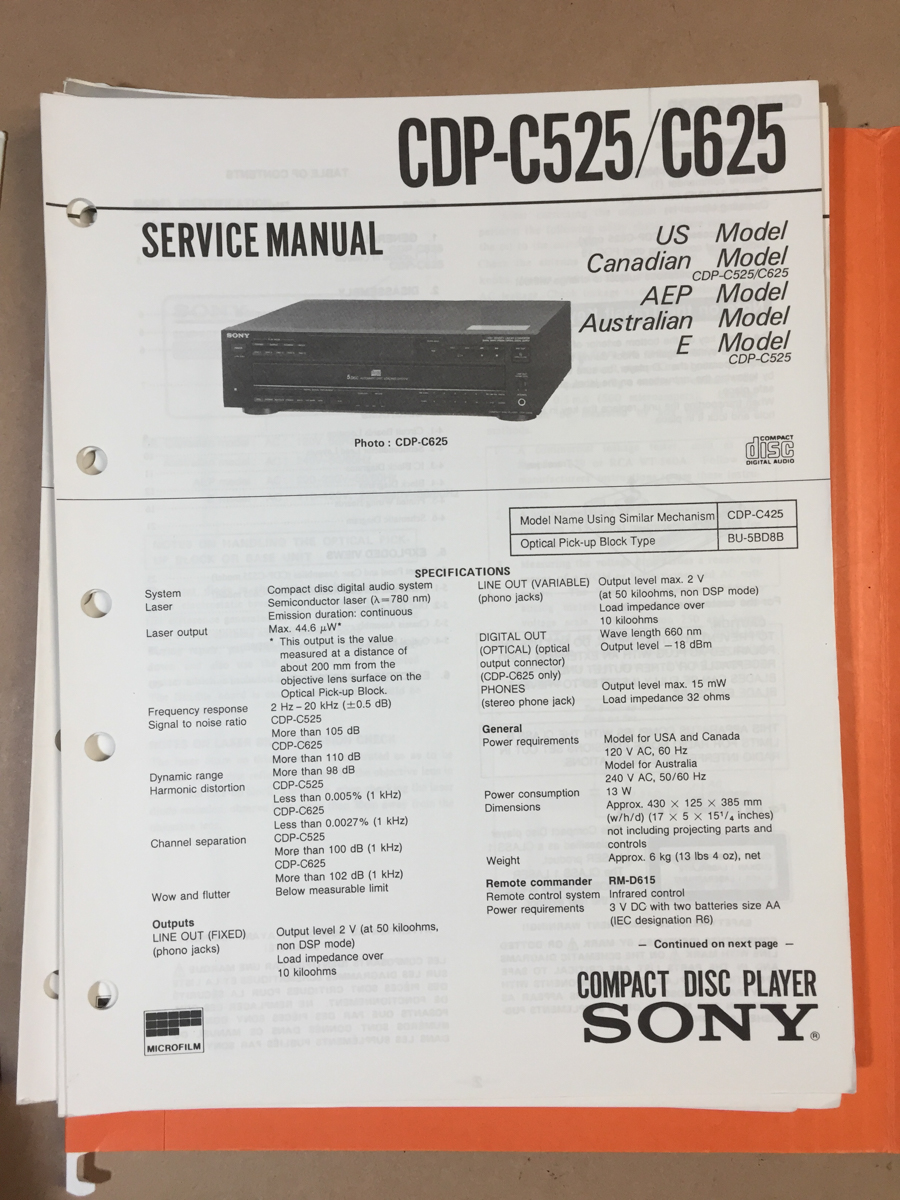 CDP-C525/C625
SERVICE MANUAL
US Model
Canadian Model
CDP-C525/C625
AEP Model
Australian Model
E Model
CDP-C525
SONY
Photo : CDP-C625
COMPACT
disc
DIGITAL AUDIO
Model Name Using Similar Mechanism CDP-C425
Optical Pick-up Block Type BU-5BD8B
SPECIFICATIONS
System Compact disc digital audio system
Laser Semiconductor laser (λ=780 nm)
Emission duration: continuous
Laser output Max. 44.6 μW*
* This output is the value
measured at a distance of
about 200 mm from the
objective lens surface on the
Optical Pick-up Block.
Frequency response 2 Hz – 20 kHz (±0.5 dB)
Signal to noise ratio CDP-C525
More than 105 dB
CDP-C625
More than 110 dB
Dynamic range More than 98 dB
Harmonic distortion CDP-C525
Less than 0.005% (1 kHz)
CDP-C625
Less than 0.0027% (1 kHz)
Channel separation CDP-C525
More than 100 dB (1 kHz)
CDP-C625
More than 102 dB (1 kHz)
Wow and flutter Below measurable limit
Outputs
LINE OUT (FIXED) Output level 2 V (at 50 kiloohms,
(phono jacks) non DSP mode)
Load impedance over
10 kiloohms
LINE OUT (VARIABLE) Output level max. 2 V
(phono jacks) (at 50 kiloohms, non DSP mode)
Load impedance over
10 kiloohms
DIGITAL OUT Wave length 660 nm
(OPTICAL) (optical Output level −18 dBm
output connector)
(CDP-C625 only)
PHONES Output level max. 15 mW
(stereo phone jack) Load impedance 32 ohms
General
Power requirements Model for USA and Canada
120 V AC, 60 Hz
Model for Australia
240 V AC, 50/60 Hz
Power consumption 13 W
Dimensions Approx. 430 × 125 × 385 mm
(w/h/d) (17 × 5 × 15 1/4 inches)
not including projecting parts and
controls
Weight Approx. 6 kg (13 lbs 4 oz), net
Remote commander RM-D615
Remote control system Infrared control
Power requirements 3 V DC with two batteries size AA
(IEC designation R6)
— Continued on next page —
MICROFILM
COMPACT DISC PLAYER
SONY®